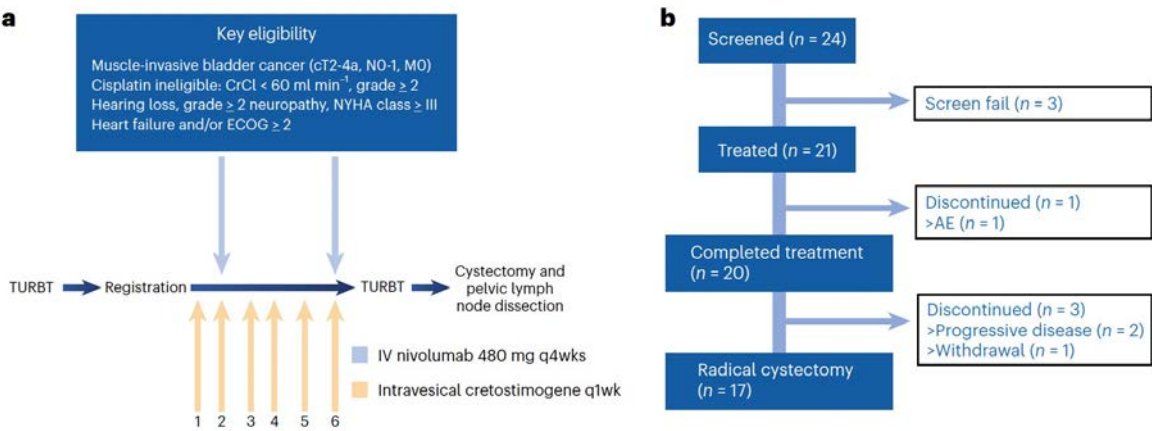 a
Key eligibility
Muscle-invasive bladder cancer (cT2-4a, N0-1, M0)
Cisplatin ineligible: CrCl < 60 ml min⁻¹, grade ≥ 2
Hearing loss, grade ≥ 2 neuropathy, NYHA class ≥ III
Heart failure and/or ECOG ≥ 2
TURBT
Registration
TURBT
Cystectomy and
pelvic lymph
node dissection
IV nivolumab 480 mg q4wks
Intravesical cretostimogene q1wk
1 2 3 4 5 6
b
Screened (n = 24)
Screen fail (n = 3)
Treated (n = 21)
Discontinued (n = 1)
>AE (n = 1)
Completed treatment
(n = 20)
Discontinued (n = 3)
>Progressive disease (n = 2)
>Withdrawal (n = 1)
Radical cystectomy
(n = 17)